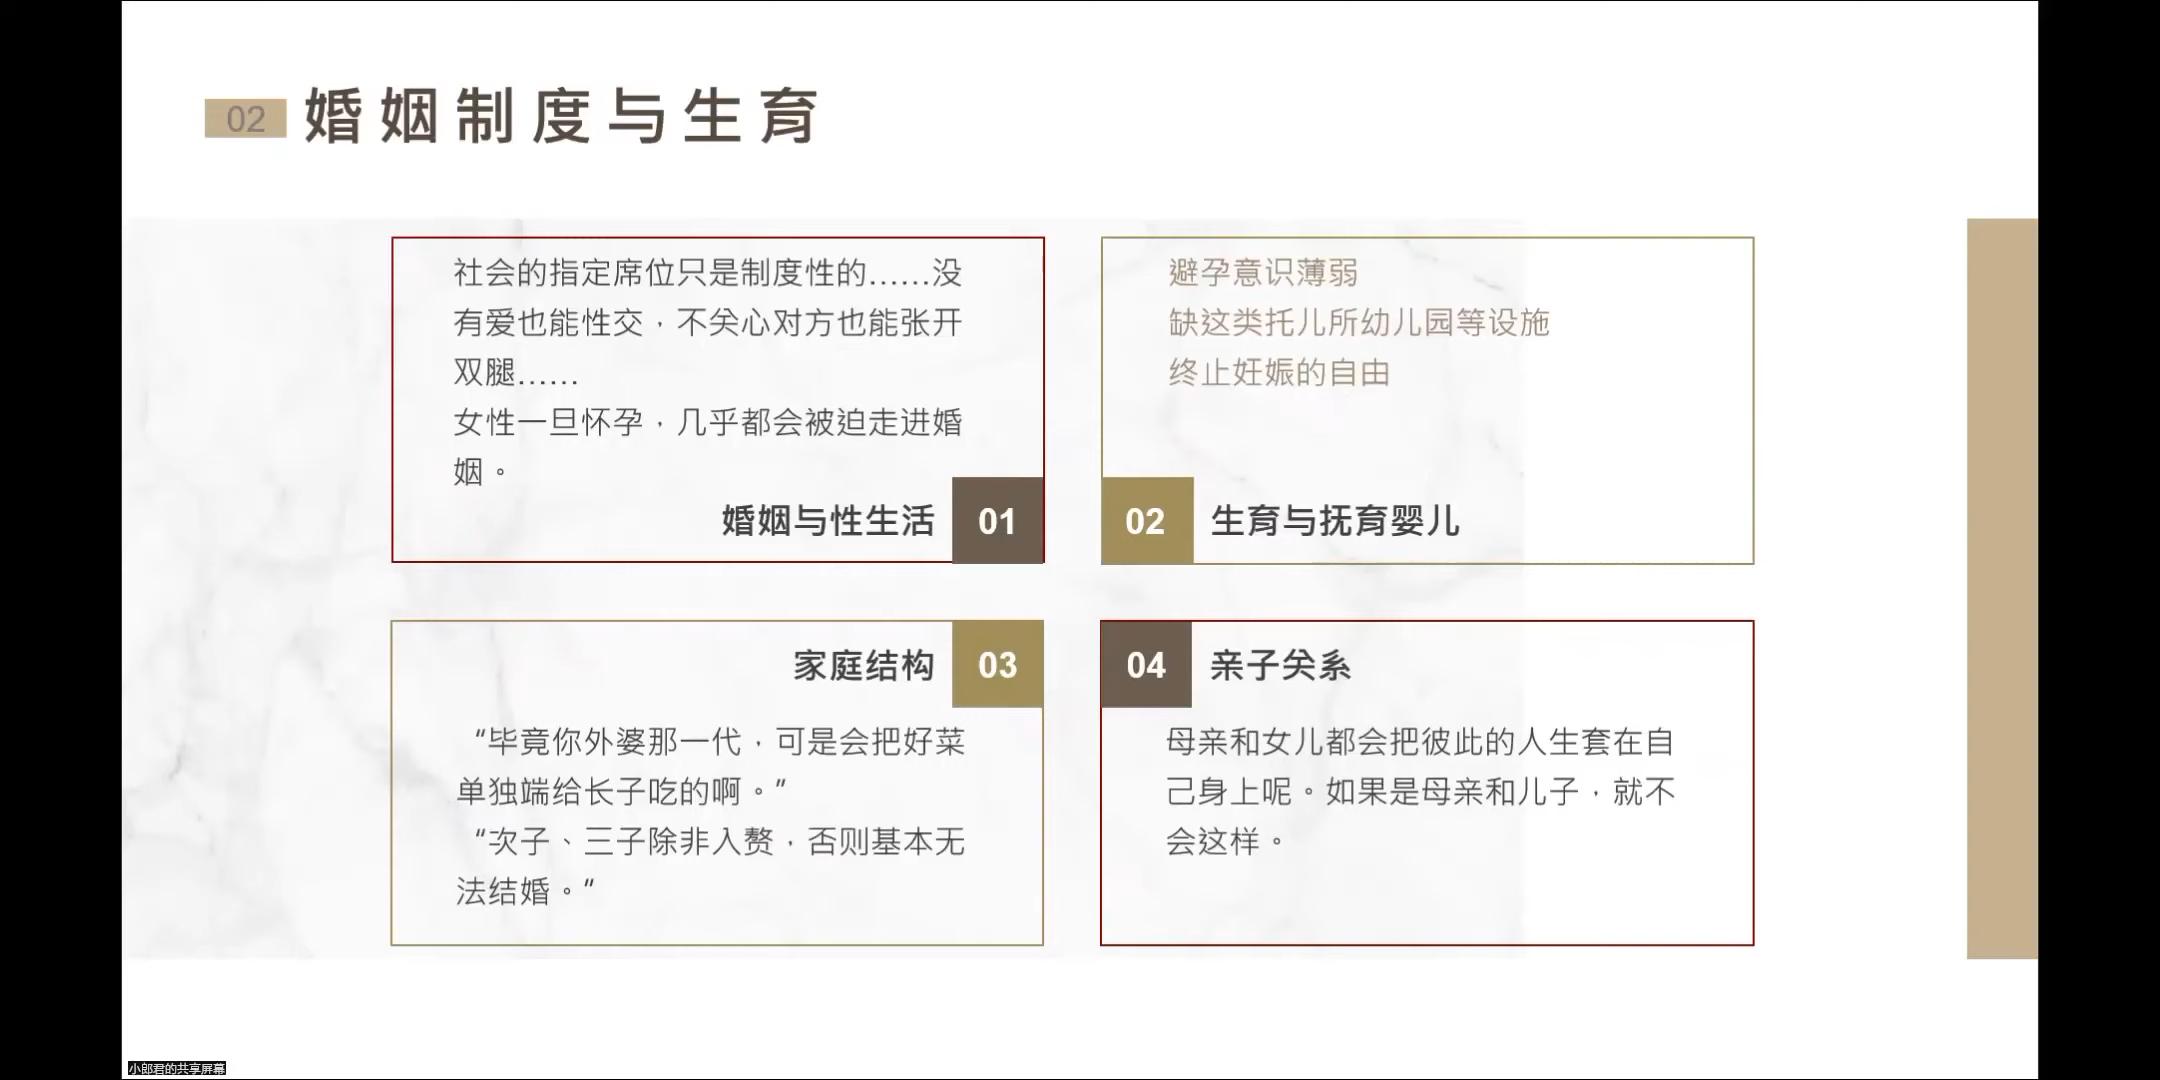 02 婚姻制度与生育
社会的指定席位只是制度性的……没
有爱也能性交，不关心对方也能张开
双腿……
女性一旦怀孕，几乎都会被迫走进婚
姻。
婚姻与性生活 01
避孕意识薄弱
缺这类托儿所幼儿园等设施
终止妊娠的自由
02 生育与抚育婴儿
家庭结构 03
“毕竟你外婆那一代，可是会把好菜
单独端给长子吃的啊。”
“次子、三子除非入赘，否则基本无
法结婚。”
04 亲子关系
母亲和女儿都会把彼此的人生套在自
己身上呢。如果是母亲和儿子，就不
会这样。
小郎君的共享屏幕